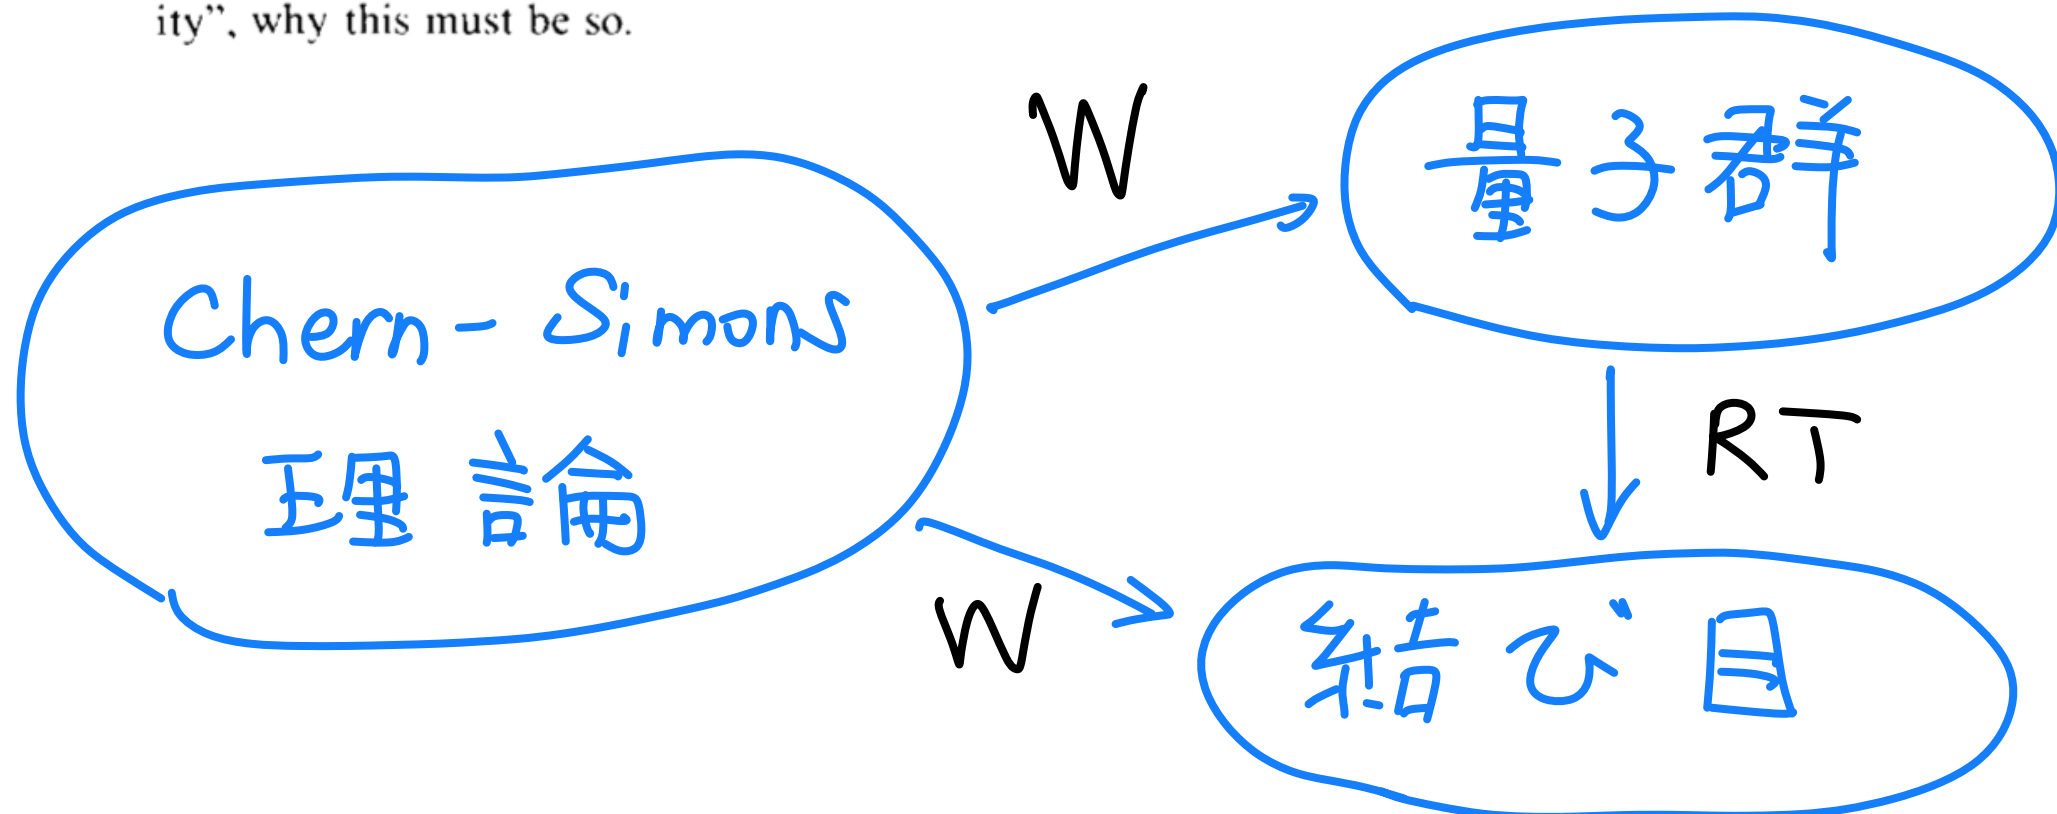 ity”, why this must be so.
W
量子群
Chern-Simons
理論
RT
W
結び目